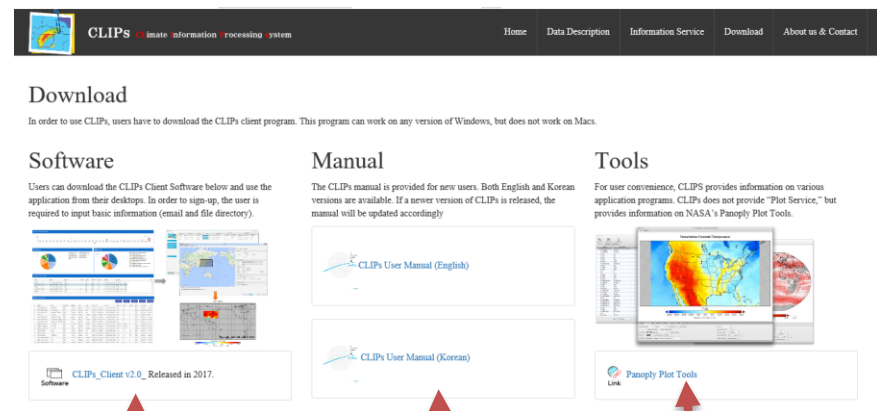 CLIPs CLimate Information Processing System
Home Data Description Information Service Download About us & Contact
Download
In order to use CLIPs, users have to download the CLIPs client program. This program can work on any version of Windows, but does not work on Macs.
Software
Users can download the CLIPs Client Software below and use the
application from their desktops. In order to sign-up, the user is
required to input basic information (email and file directory).
CLIPs_Client v2.0_ Released in 2017.
Software
Manual
The CLIPs manual is provided for new users. Both English and Korean
versions are available. If a newer version of CLIPs is released, the
manual will be updated accordingly
CLIPs User Manual (English)
CLIPs User Manual (Korean)
Tools
For user convenience, CLIPS provides information on various
application programs. CLIPs does not provide "Plot Service," but
provides information on NASA's Panoply Plot Tools.
Panoply Plot Tools
Link